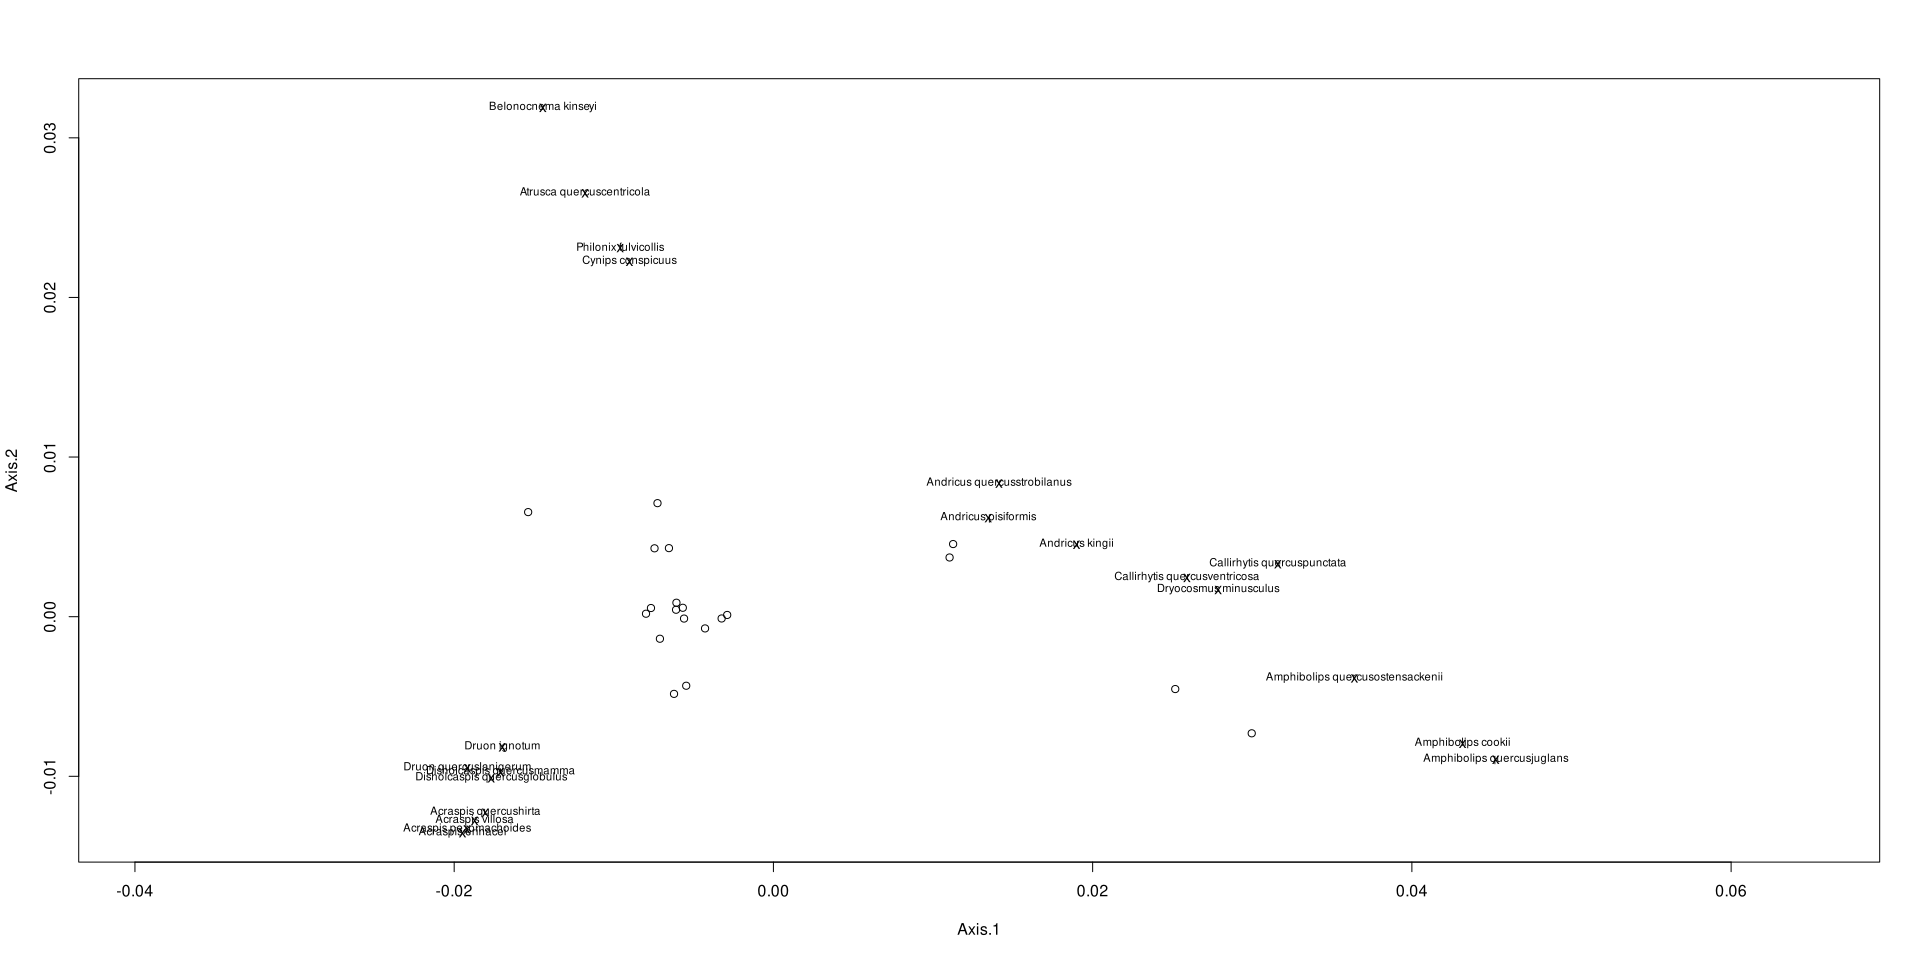 Belonocnema kinseyi
0.03
Atrusca quercuscentricola
Philonix fulvicollis
Cynips conspicuus
0.02
Andricus quercusstrobilanus
0.01
Axis.2
Andricus pisiformis
Andricus kingii
Callirhytis quercuspunctata
Callirhytis quercusventricosa
Dryocosmus minusculus
0.00
Amphibolips quercusostensackenii
Amphibolips cookii
Druon ignotum
Amphibolips quercusjuglans
Druon quercuslanigerum
Disholcaspis quercusmamma
Disholcaspis quercusglobulus
-0.01
Acraspis quercushirta
Acraspis villosa
Acraspis pezomachoides
Acraspis erinacei
-0.04 -0.02 0.00 0.02 0.04 0.06
Axis.1